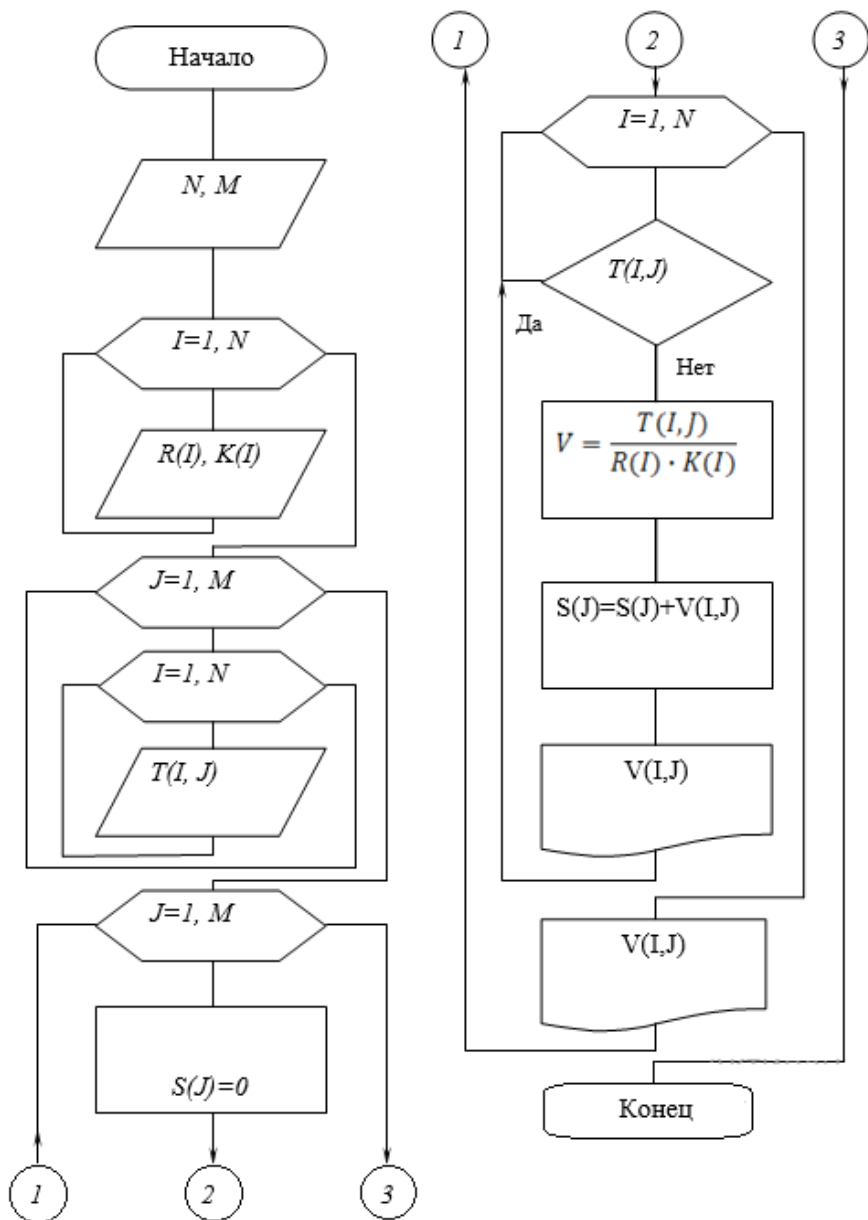 Начало
N, M
I=1, N
R(I), K(I)
J=1, M
I=1, N
T(I, J)
J=1, M
S(J)=0
1
2
3
1
2
3
I=1, N
T(I,J)
Да
Нет
V = T(I,J) / R(I) · K(I)
S(J)=S(J)+V(I,J)
V(I,J)
V(I,J)
Конец